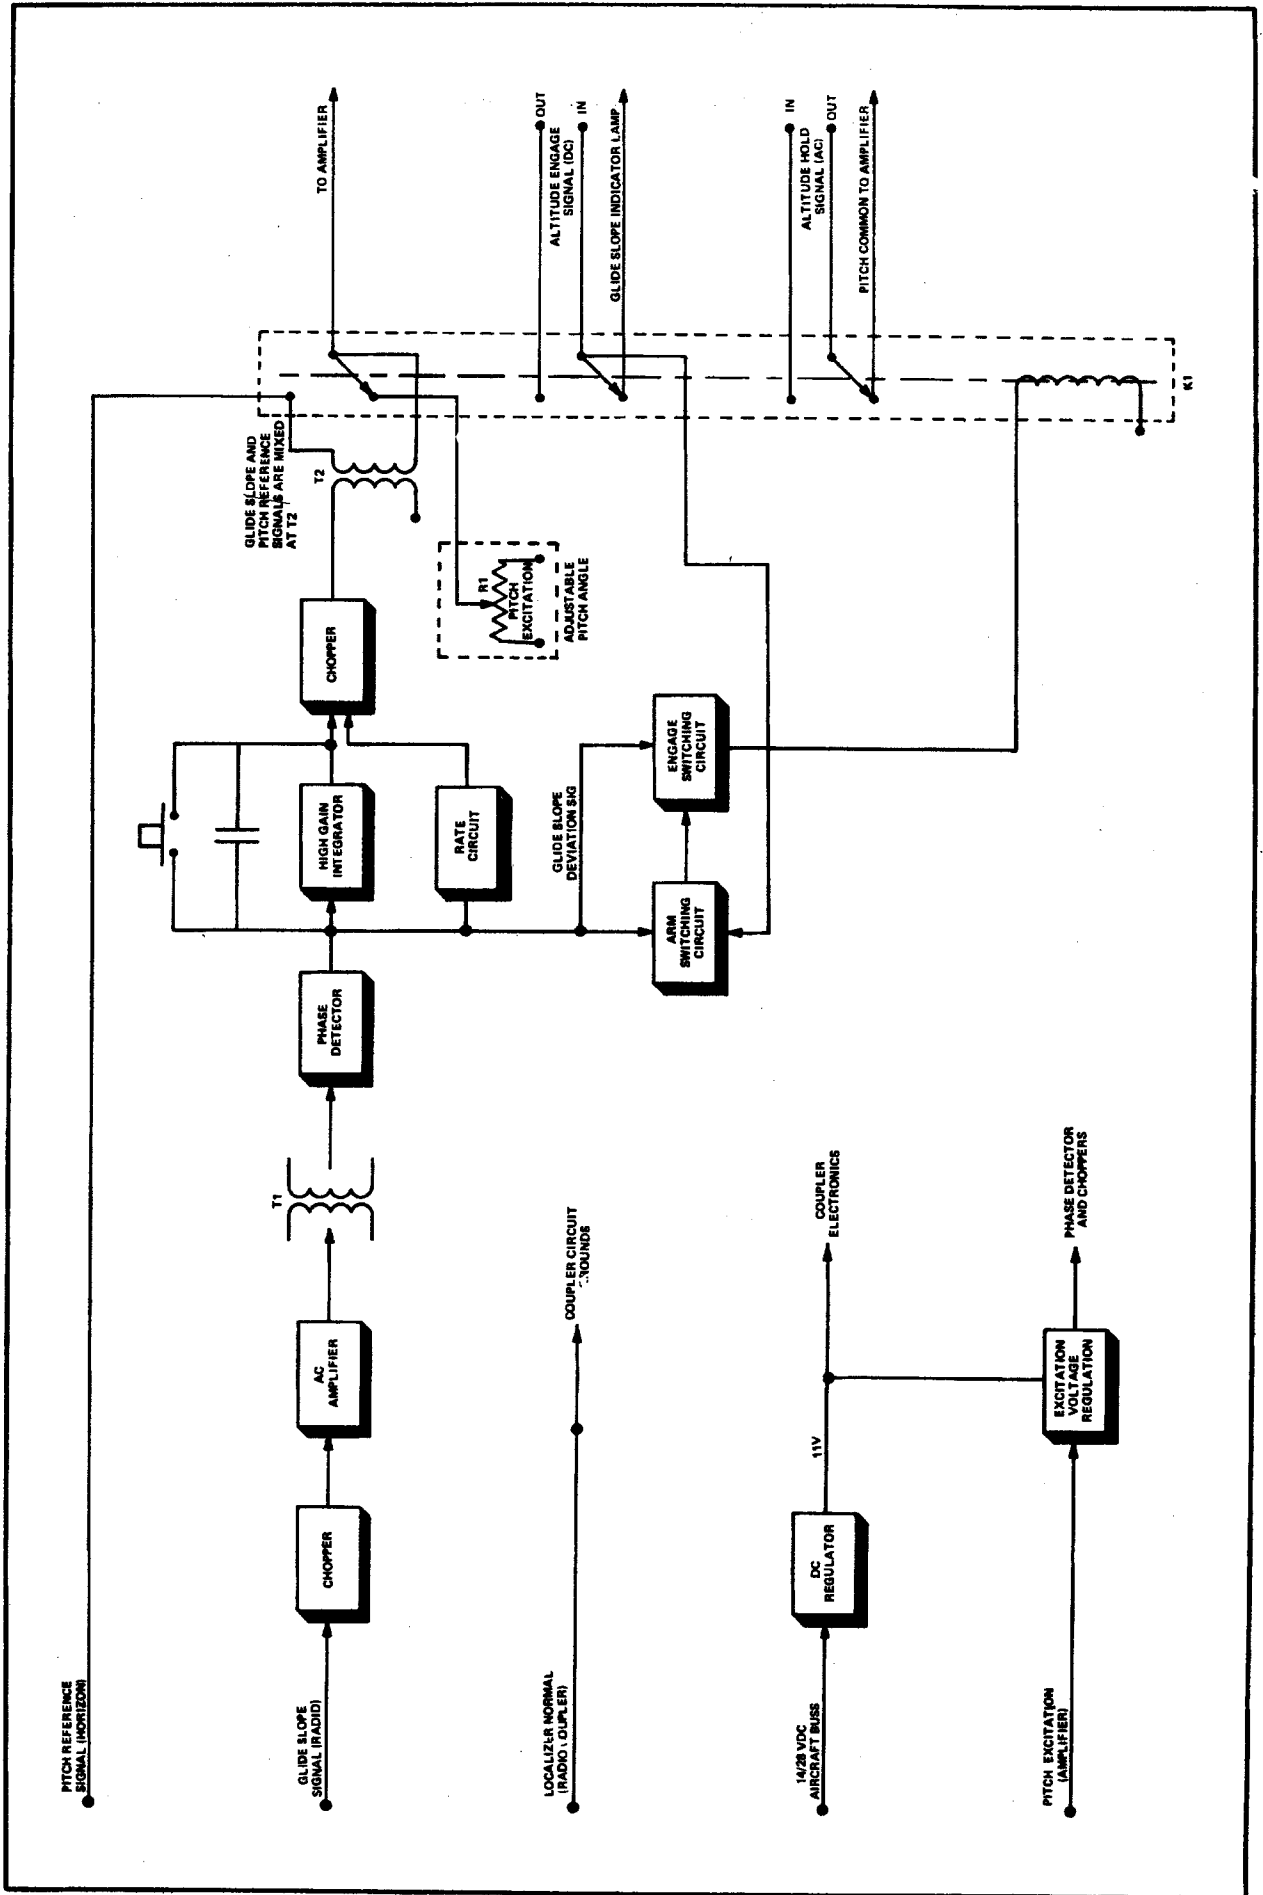 PITCH REFERENCE
SIGNAL (HORIZON)
GLIDE SLOPE
SIGNAL (RADIO)
CHOPPER
AC
AMPLIFIER
T1
PHASE
DETECTOR
HIGH GAIN
INTEGRATOR
RATE
CIRCUIT
CHOPPER
GLIDE SLOPE AND
PITCH REFERENCE
SIGNALS ARE MIXED
AT T2
T2
TO AMPLIFIER
R1
PITCH
EXCITATION
ADJUSTABLE
PITCH ANGLE
OUT
ALTITUDE ENGAGE
SIGNAL (DC)
IN
GLIDE SLOPE INDICATOR LAMP
GLIDE SLOPE
DEVIATION SIG
ARM
SWITCHING
CIRCUIT
ENGAGE
SWITCHING
CIRCUIT
IN
ALTITUDE HOLD
SIGNAL (AC)
OUT
PITCH COMMON TO AMPLIFIER
K1
LOCALIZER NORMAL
(RADIO
COUPLER CIRCUIT
14/28 VDC
AIRCRAFT BUSS
DC
REGULATOR
11V
COUPLER
ELECTRONICS
PITCH EXCITATION
(AMPLIFIER)
EXCITATION
VOLTAGE
REGULATION
PHASE DETECTOR
AND CHOPPERS